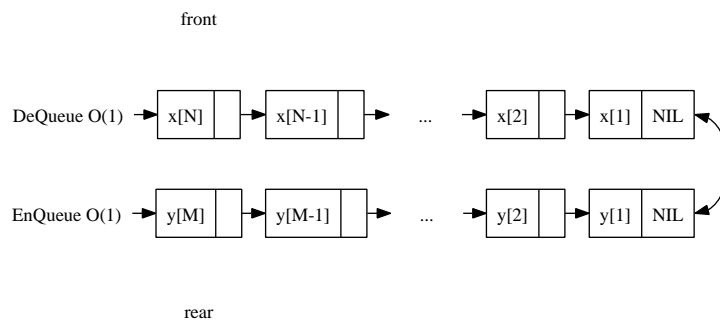 front
DeQueue O(1) x[N] x[N-1] ... x[2] x[1] NIL
EnQueue O(1) y[M] y[M-1] ... y[2] y[1] NIL
rear